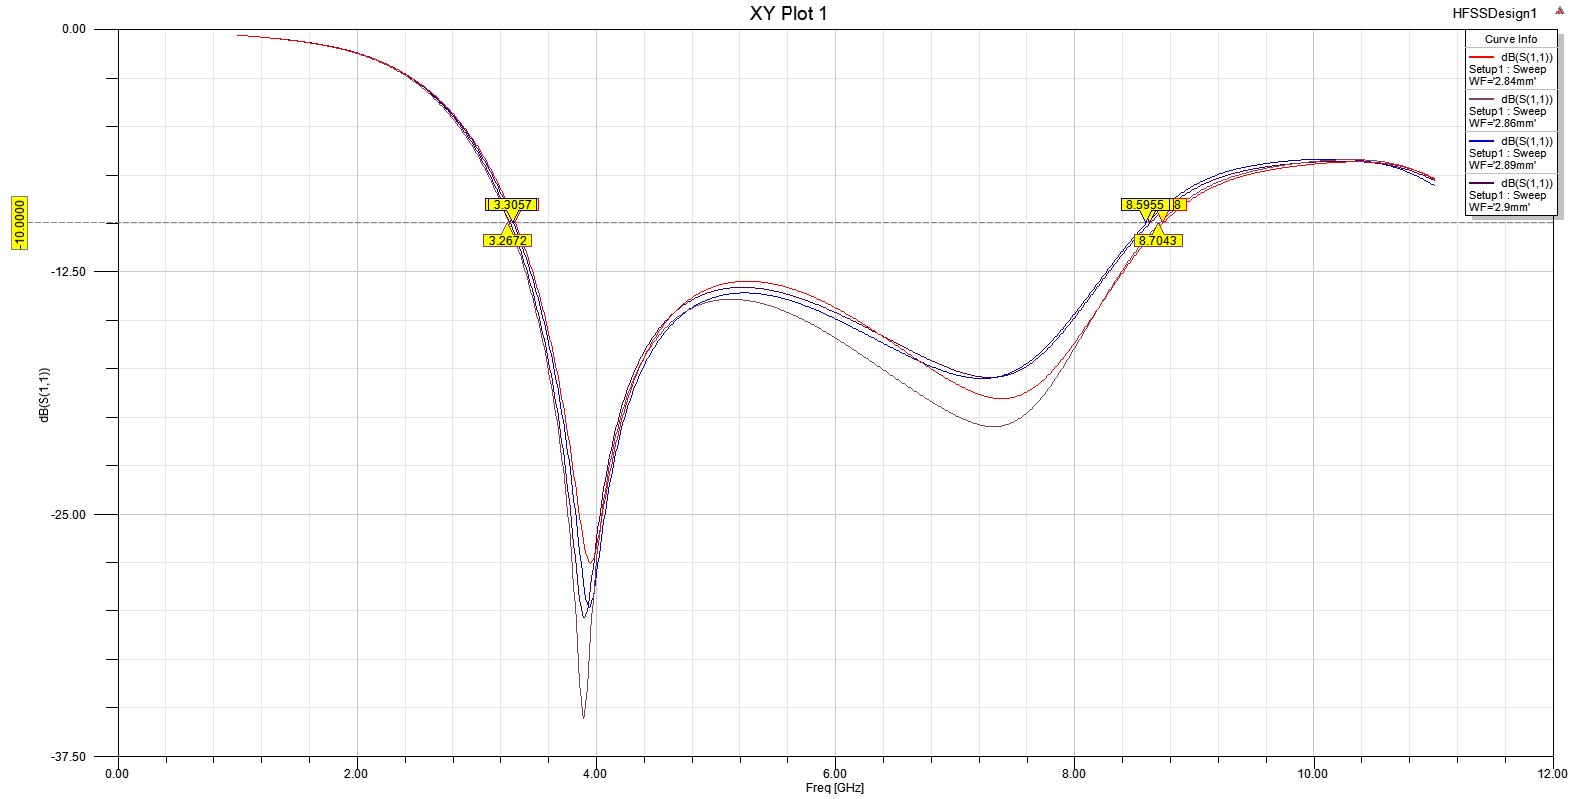 XY Plot 1
HFSSDesign1
Curve Info
dB(S(1,1))
Setup1 : Sweep
WF='2.84mm'
dB(S(1,1))
Setup1 : Sweep
WF='2.86mm'
dB(S(1,1))
Setup1 : Sweep
WF='2.89mm'
dB(S(1,1))
Setup1 : Sweep
WF='2.9mm'
0.00
-10.0000
3.3057
8.5955
8
3.2672
8.7043
-12.50
dB(S(1,1))
-25.00
-37.50
0.00 2.00 4.00 6.00 8.00 10.00 12.00
Freq [GHz]